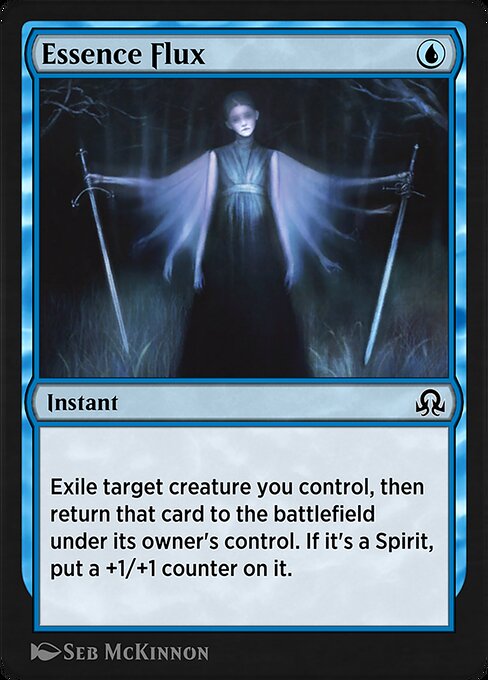 Essence Flux
Instant
Exile target creature you control, then
return that card to the battlefield
under its owner's control. If it's a Spirit,
put a +1/+1 counter on it.
Seb McKinnon